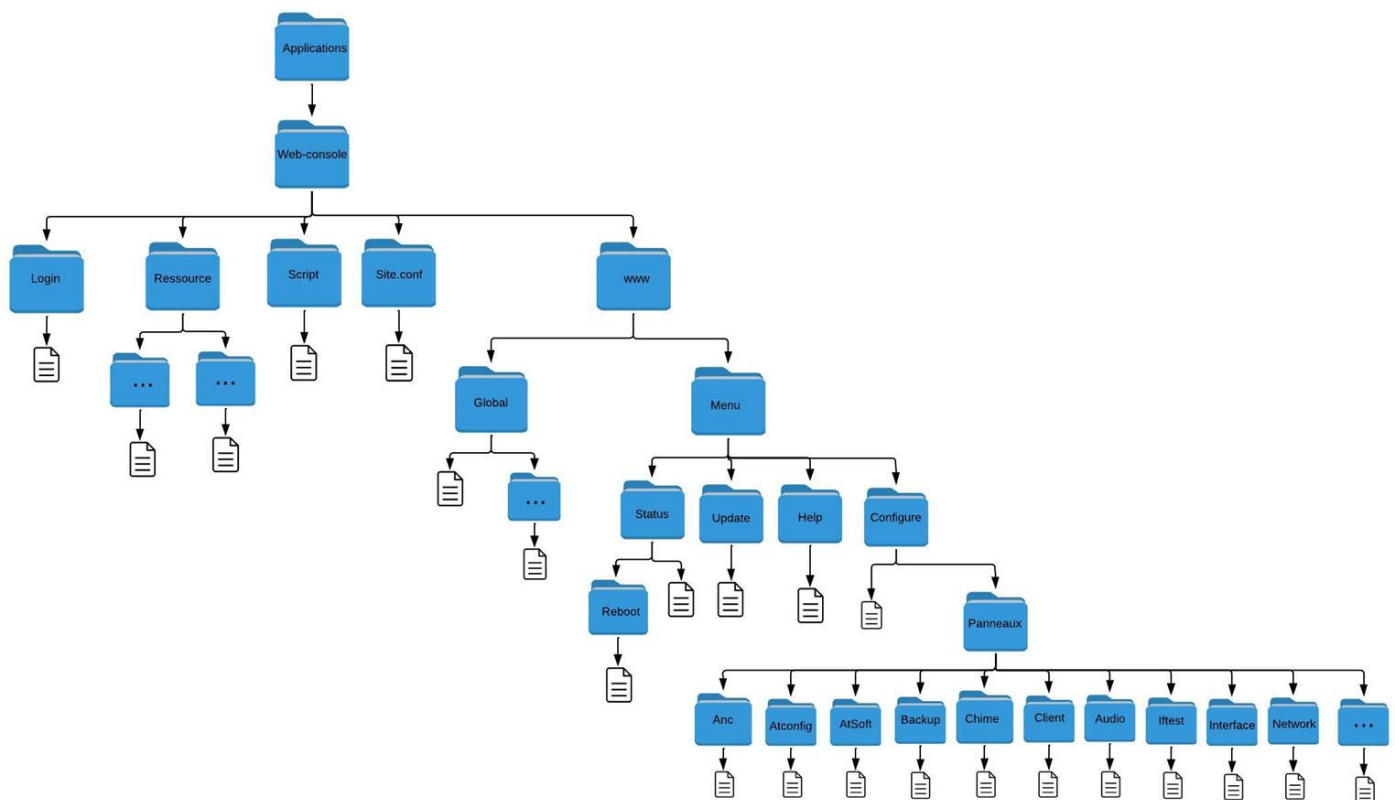 Applications
Web-console
Login
Ressource
Script
Site.conf
www
...
...
Global
Menu
...
Status
Update
Help
Configure
Reboot
Panneaux
Anc
Atconfig
AtSoft
Backup
Chime
Client
Audio
Iftest
Interface
Network
...